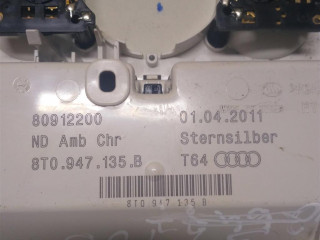 80912200 01.04.2011
ND Amb Chr Sternsilber
8T0.947.135.B T64
8T0 947 135 B